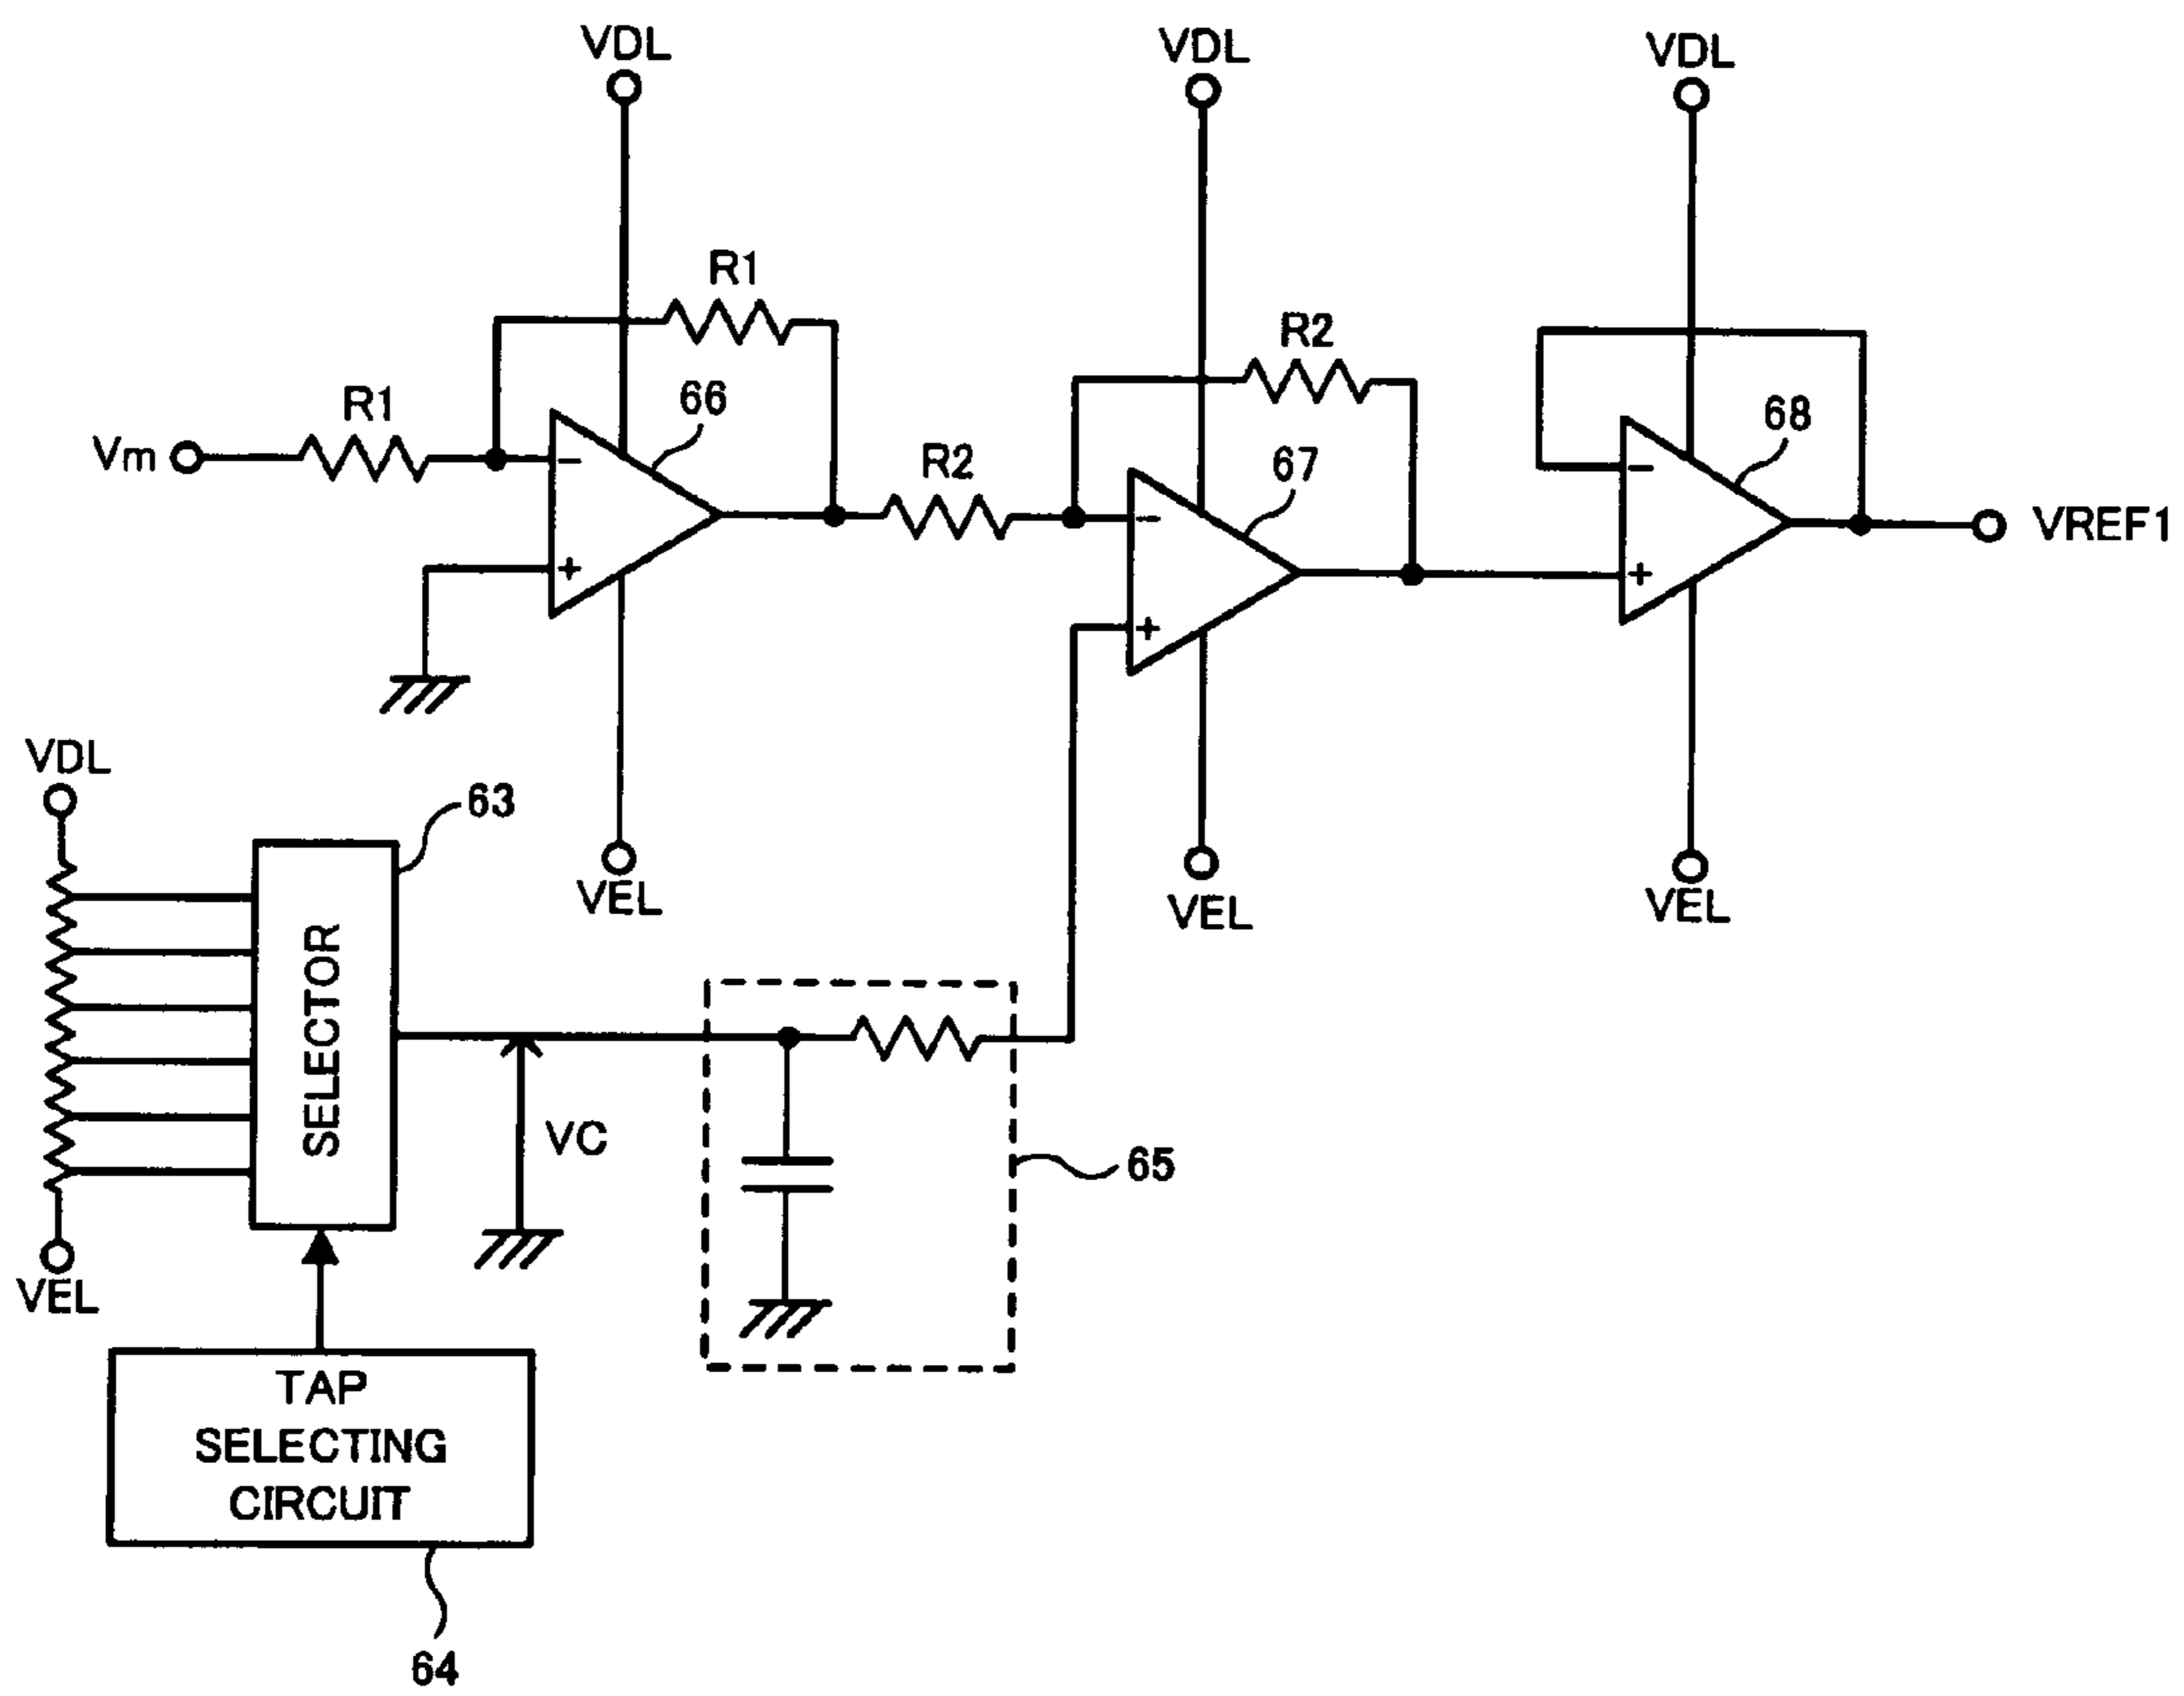 VDL
VDL
VDL
R1
R2
R1
66
68
Vm
R2
67
VREF1
-
-
-
+
+
+
VDL
63
VEL
VEL
VEL
SELECTOR
VC
65
VEL
TAP
SELECTING
CIRCUIT
64